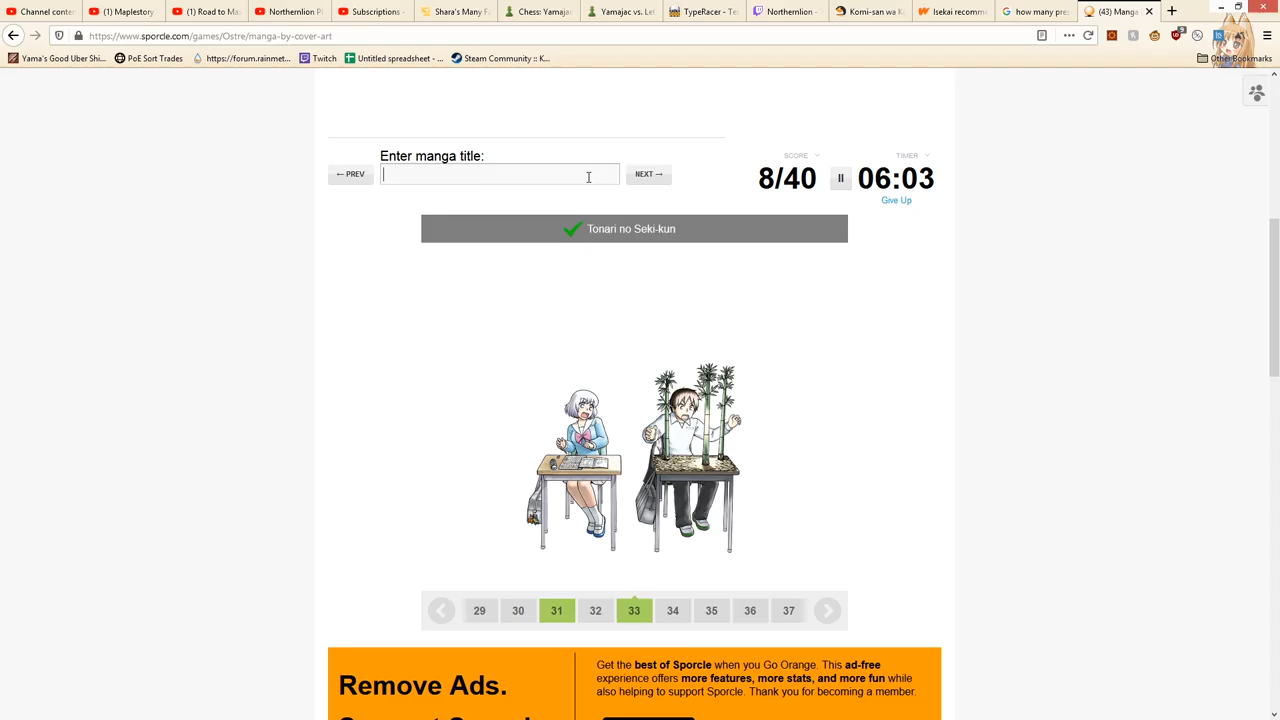 Channel conten
(1) Maplestory
(1) Road to Ma
Northernlion Pl
Subscriptions -
Shara's Many F
Chess: Yamajac
Yamajac vs. Le
TypeRacer - Te
Northernlion -
Komi-san wa K
Isekai recomme
how many pres
(43) Manga
https://www.sporcle.com/games/Ostre/manga-by-cover-art
Yama's Good Uber Shi...
PoE Sort Trades
https://forum.rainmet...
Twitch
Untitled spreadsheet - ...
Steam Community :: K...
Other Bookmarks
Enter manga title:
← PREV
NEXT →
SCORE
TIMER
8/40
06:03
Give Up
Tonari no Seki-kun
29 30 31 32 33 34 35 36 37
Remove Ads.
Get the best of Sporcle when you Go Orange. This ad-free
experience offers more features, more stats, and more fun while
also helping to support Sporcle. Thank you for becoming a member.